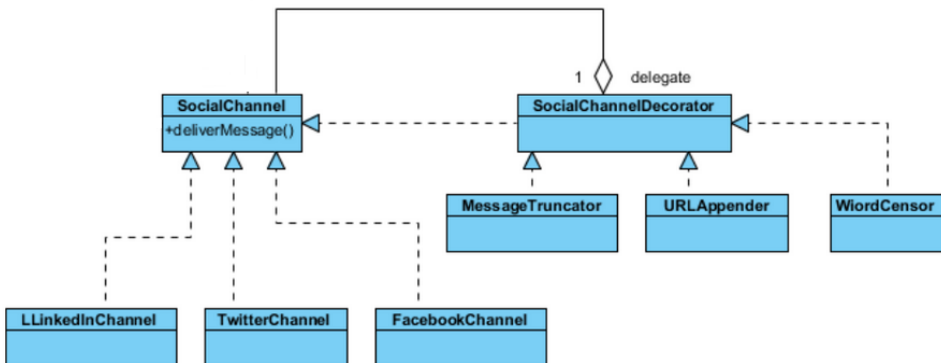 1 delegate
SocialChannel
+deliverMessage()
SocialChannelDecorator
MessageTruncator
URLAppender
WiordCensor
LLinkedInChannel
TwitterChannel
FacebookChannel